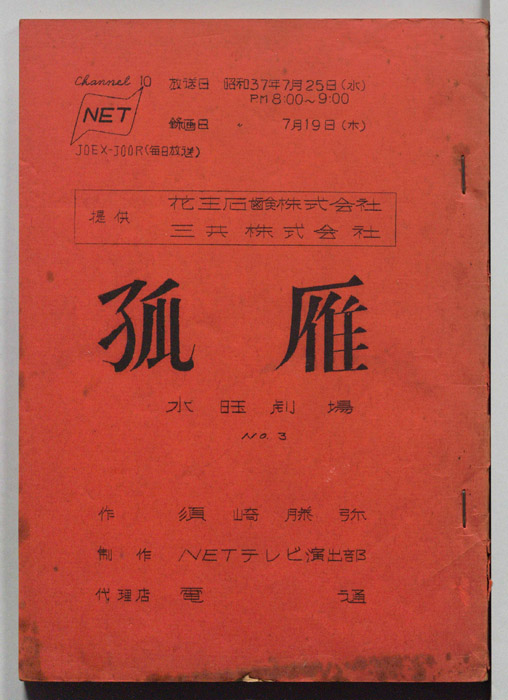 Channel 10
NET
JOEX-JOOR(毎日放送)
放送日 昭和37年7月25日(水)
PM 8:00~9:00
録画日 7月19日(木)
提供
花王石鹸株式会社
三共株式会社
孤雁
水曜劇場
NO.3
作 須崎勝弥
制作 NETテレビ演出部
代理店 電通